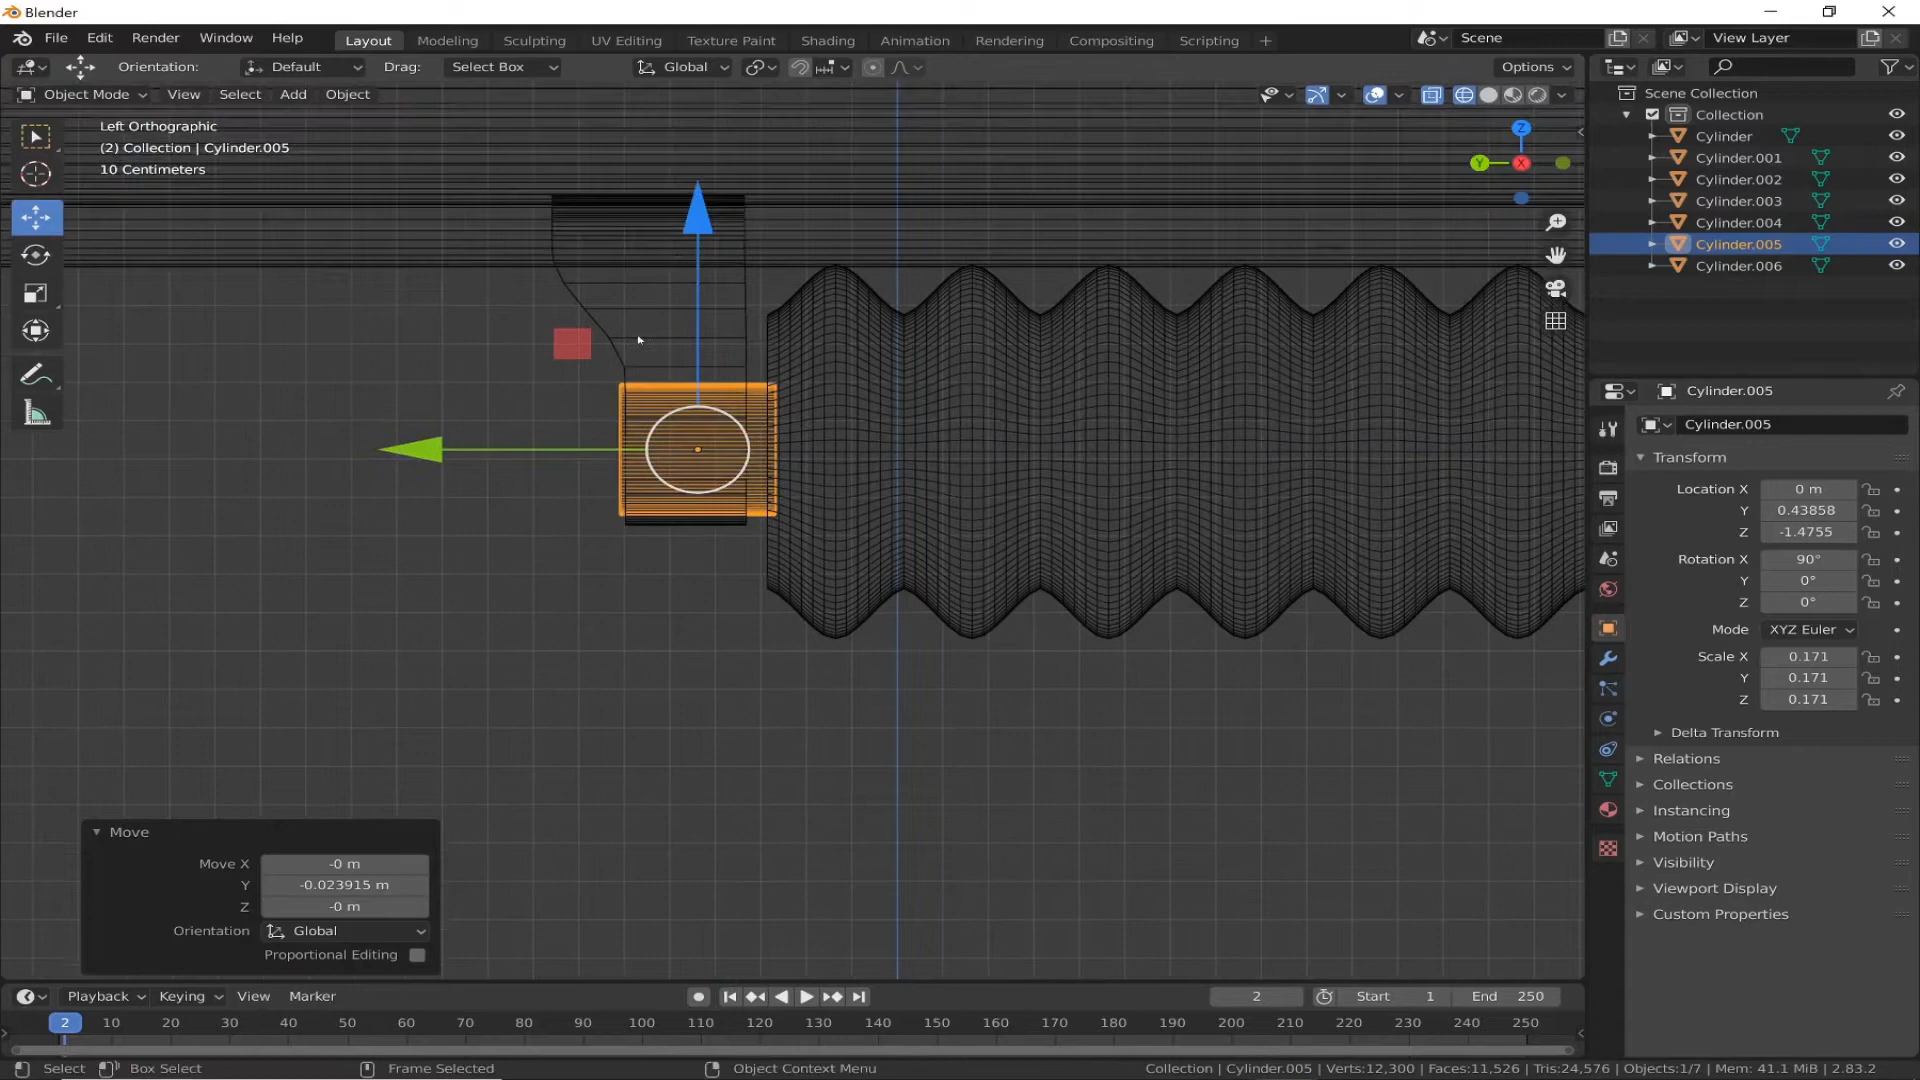 Blender
File Edit Render Window Help Layout Modeling Sculpting UV Editing Texture Paint Shading Animation Rendering Compositing Scripting + Scene View Layer
Orientation: Default Drag: Select Box Global Options
Object Mode View Select Add Object
Left Orthographic
(2) Collection | Cylinder.005
10 Centimeters
Z
Y
X
Scene Collection
Collection
Cylinder
Cylinder.001
Cylinder.002
Cylinder.003
Cylinder.004
Cylinder.005
Cylinder.006
Cylinder.005
Cylinder.005
Transform
Location X 0 m
Y 0.43858
Z -1.4755
Rotation X 90°
Y 0°
Z 0°
Mode XYZ Euler
Scale X 0.171
Y 0.171
Z 0.171
Delta Transform
Relations
Collections
Instancing
Motion Paths
Visibility
Viewport Display
Custom Properties
Move
Move X -0 m
Y -0.023915 m
Z -0 m
Orientation Global
Proportional Editing
Playback Keying View Marker 2 Start 1 End 250
2 10 20 30 40 50 60 70 80 90 100 110 120 130 140 150 160 170 180 190 200 210 220 230 240 250
Select Box Select Frame Selected Object Context Menu Collection | Cylinder.005 | Verts:12,300 | Faces:11,526 | Tris:24,576 | Objects:1/7 | Mem: 41.1 MiB | 2.83.2